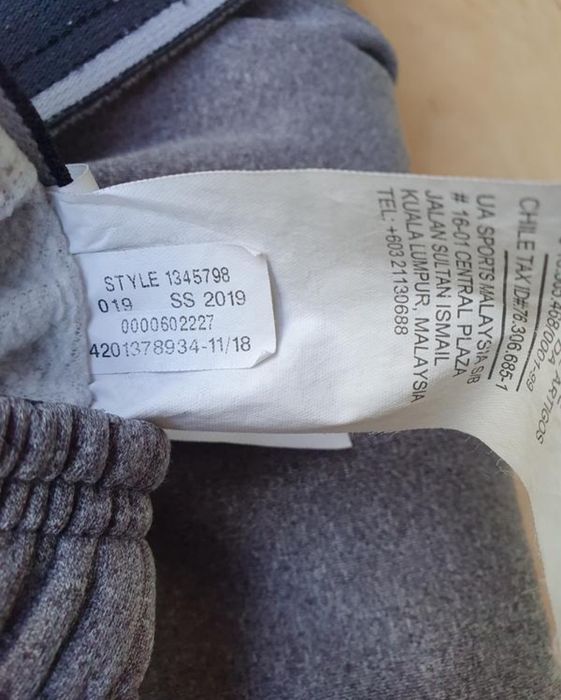 STYLE 1345798
019 SS 2019
0000602227
4201378934-11/18
CHILE TAX ID#:76.306.685-1
UA SPORTS MALAYSIA S/B
# 16-01 CENTRAL PLAZA
JALAN SULTAN ISMAIL
KUALA LUMPUR, MALAYSIA
TEL: +603 21130688